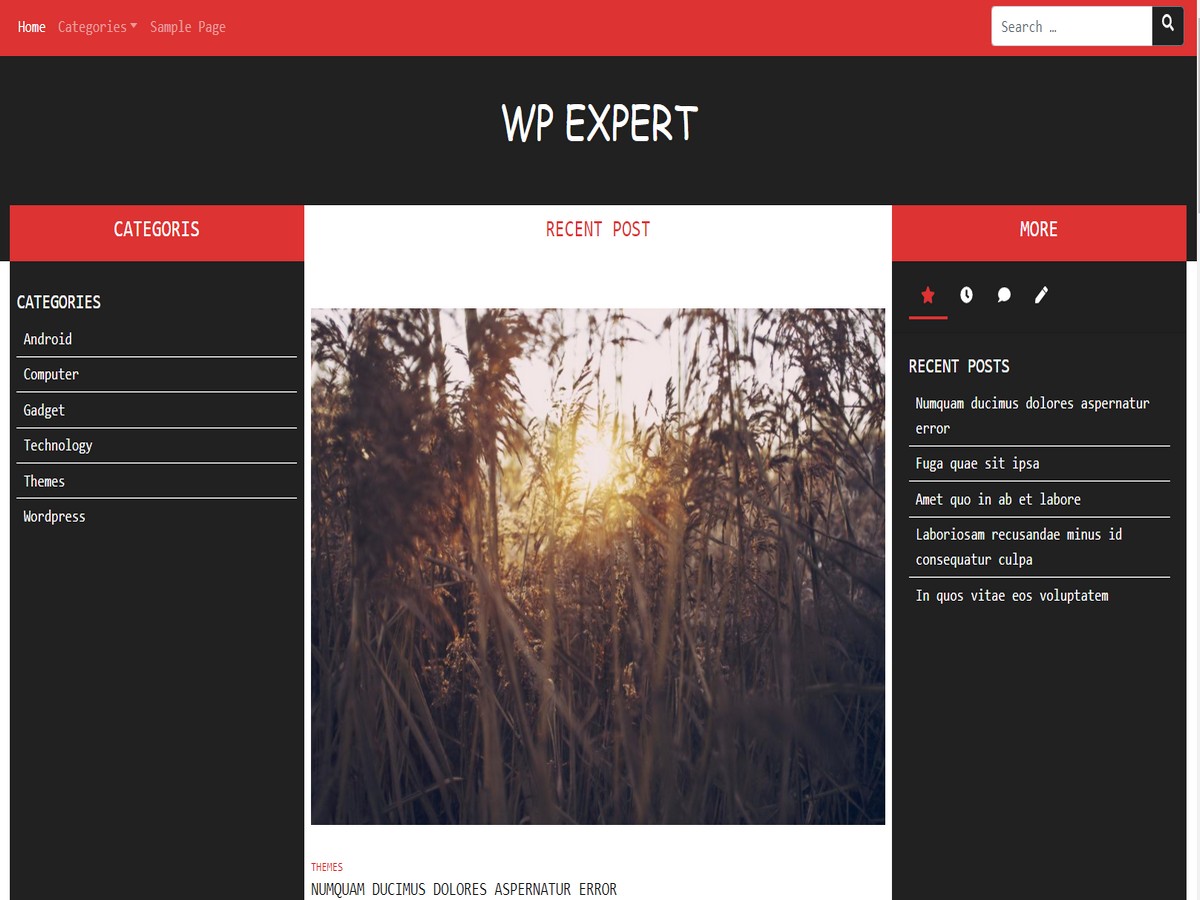 Home Categories Sample Page
Search …
WP EXPERT
CATEGORIS
CATEGORIES
Android
Computer
Gadget
Technology
Themes
Wordpress
RECENT POST
THEMES
NUMQUAM DUCIMUS DOLORES ASPERNATUR ERROR
MORE
RECENT POSTS
Numquam ducimus dolores aspernatur
error
Fuga quae sit ipsa
Amet quo in ab et labore
Laboriosam recusandae minus id
consequatur culpa
In quos vitae eos voluptatem